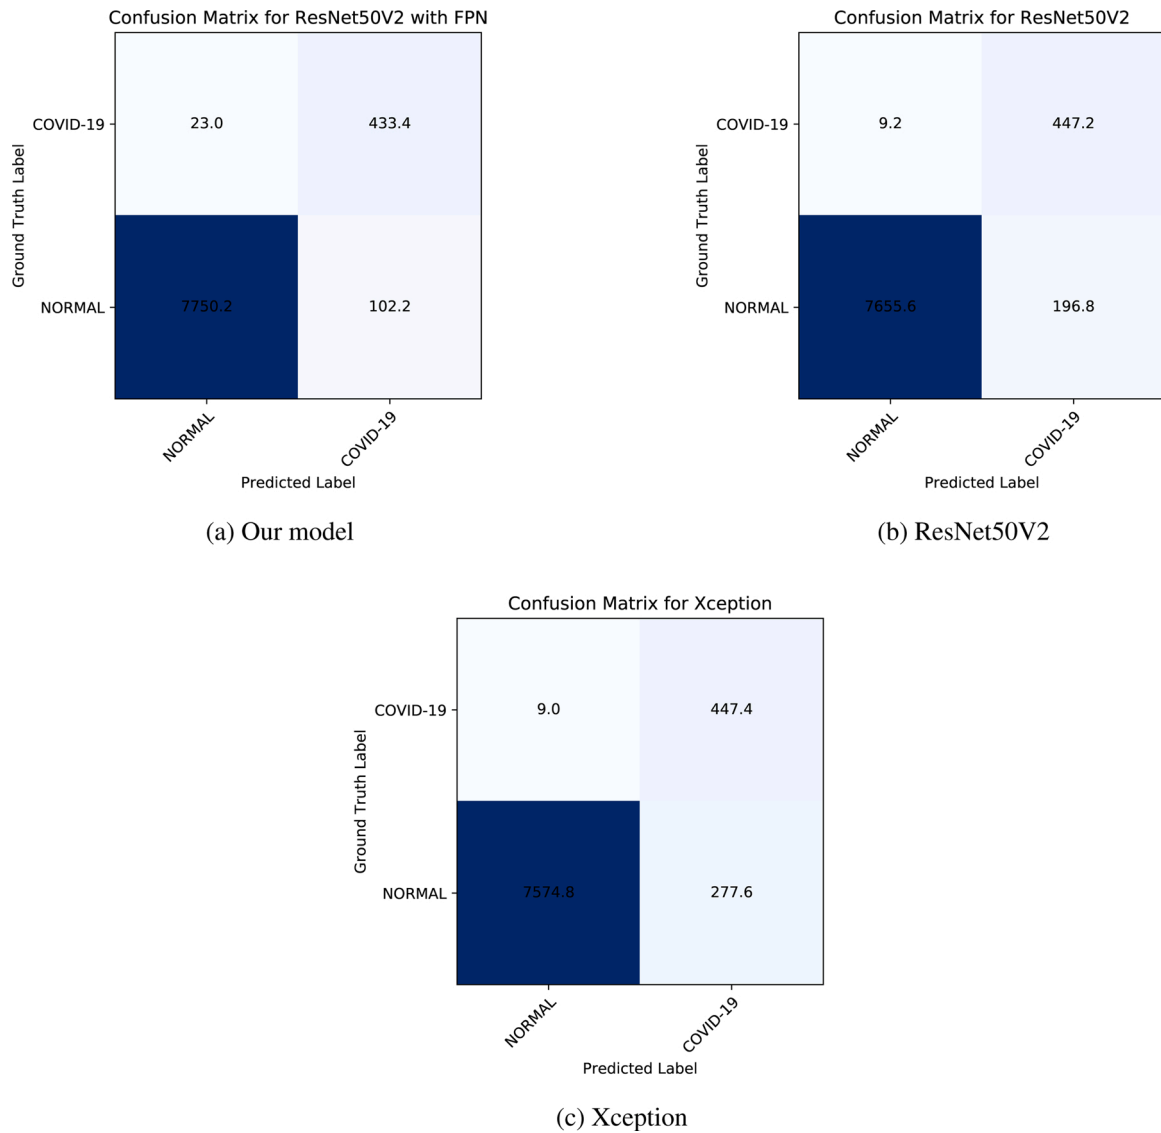 Confusion Matrix for ResNet50V2 with FPN
COVID-19
23.0
433.4
Ground Truth Label
NORMAL
7750.2
102.2
NORMAL
COVID-19
Predicted Label
(a) Our model
Confusion Matrix for ResNet50V2
COVID-19
9.2
447.2
Ground Truth Label
NORMAL
7655.6
196.8
NORMAL
COVID-19
Predicted Label
(b) ResNet50V2
Confusion Matrix for Xception
COVID-19
9.0
447.4
Ground Truth Label
NORMAL
7574.8
277.6
NORMAL
COVID-19
Predicted Label
(c) Xception